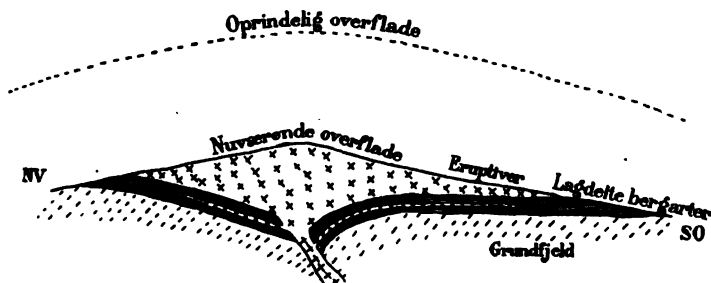 Oprindelig overflade
Nuværende overflade
Eruptiver
NV
Lagdelte bergarter
SO
Grundfjeld